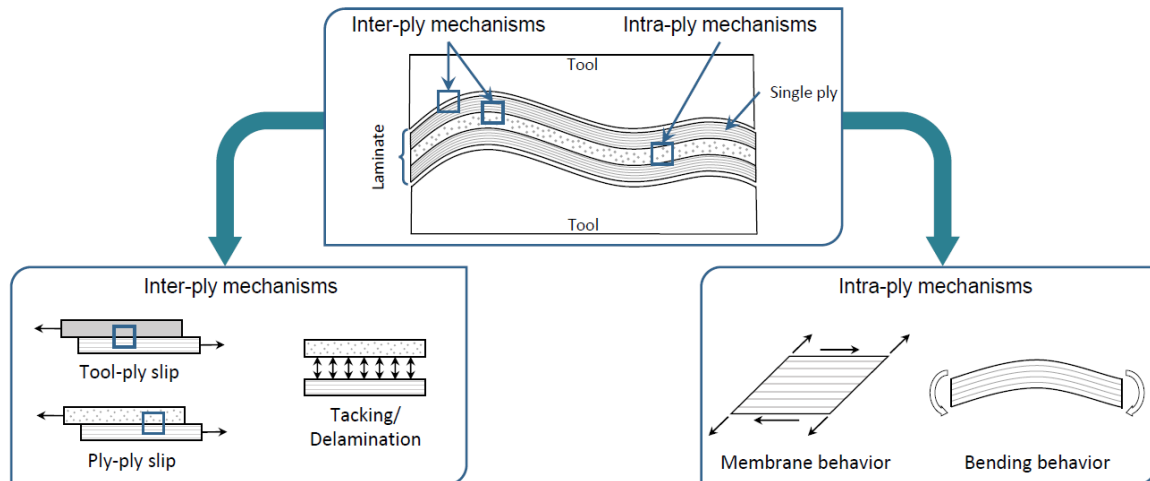 Inter-ply mechanisms
Intra-ply mechanisms
Tool
Single ply
Laminate
Tool
Inter-ply mechanisms
Tool-ply slip
Ply-ply slip
Tacking/
Delamination
Intra-ply mechanisms
Membrane behavior
Bending behavior